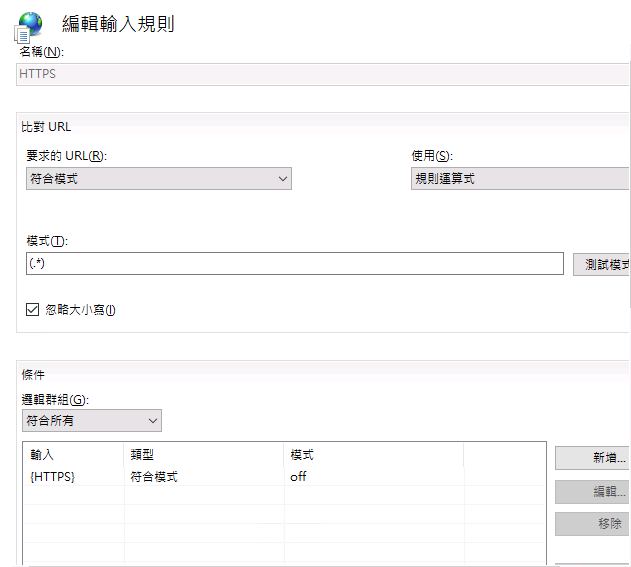 編輯輸入規則
名稱(N):
HTTPS
比對 URL
要求的 URL(R): 使用(S):
符合模式 規則運算式
模式(T):
(.*) 測試模式
忽略大小寫(I)
條件
邏輯群組(G):
符合所有
輸入 類型 模式 新增...
{HTTPS} 符合模式 off
編輯...
移除